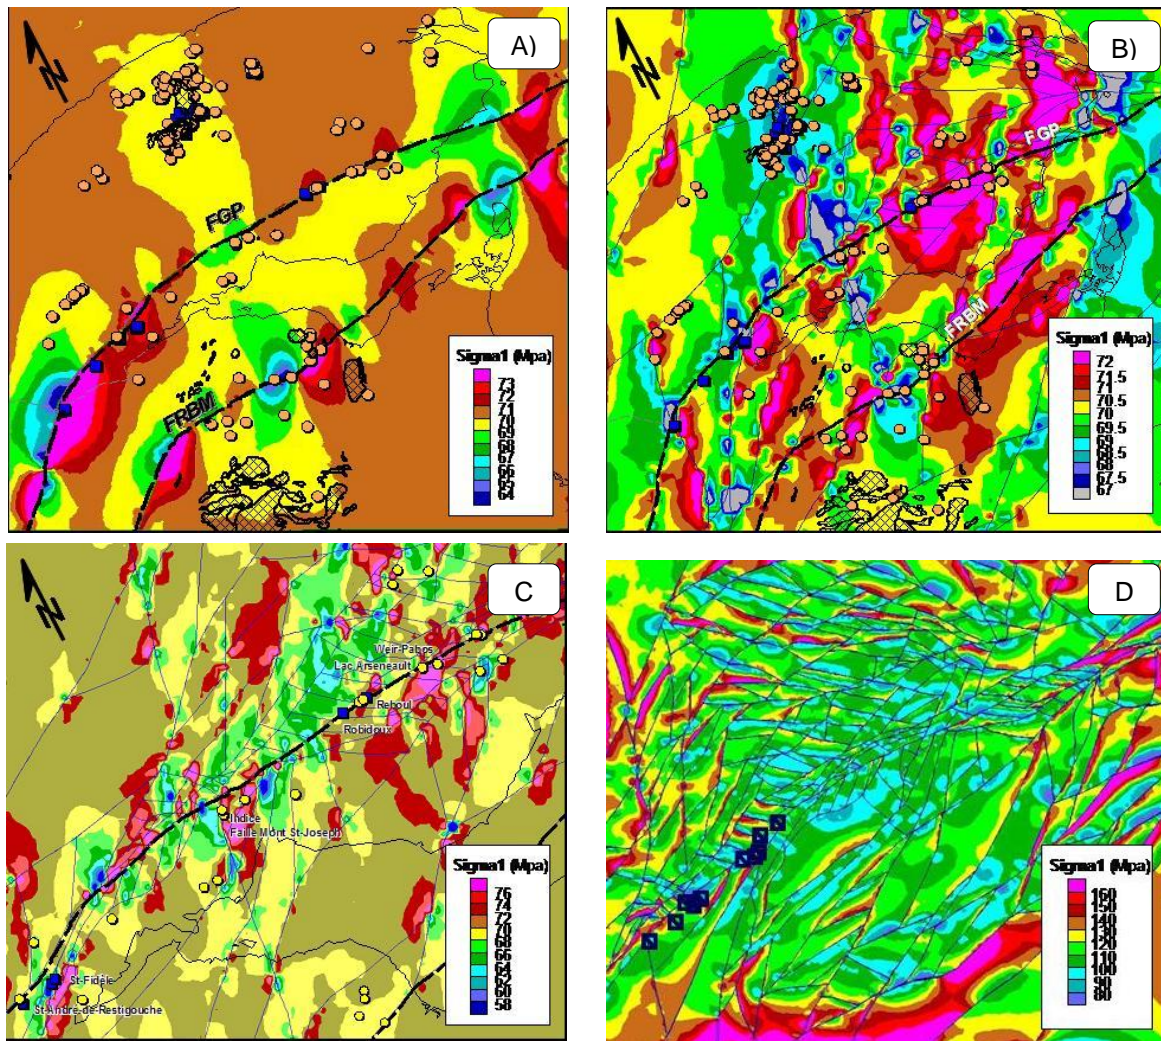 A)
N
FGP
FRBM
Sigma1 (Mpa)
73
72
71
70
69
68
67
66
65
64
B)
N
FGP
FRBM
Sigma1 (Mpa)
72
71.5
71
70.5
70
69.5
69
68.5
68
67.5
67
C
N
Weir-Pabos
Lac Arseneault
Reboul
Robidoux
Indice
Faille Mont St-Joseph
St-Fidèle
St-André-de-Restigouche
Sigma1 (Mpa)
76
74
72
70
68
66
64
62
60
58
D
Sigma1 (Mpa)
160
150
140
130
120
110
100
90
80